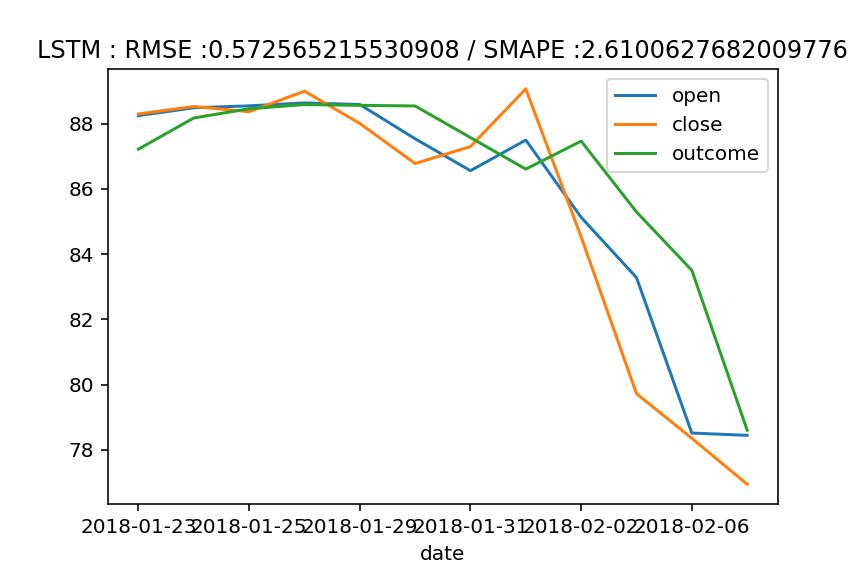 LSTM : RMSE :0.572565215530908 / SMAPE :2.6100627682009776
open
close
outcome
88
86
84
82
80
78
2018-01-23 2018-01-25 2018-01-29 2018-01-31 2018-02-02 2018-02-06
date